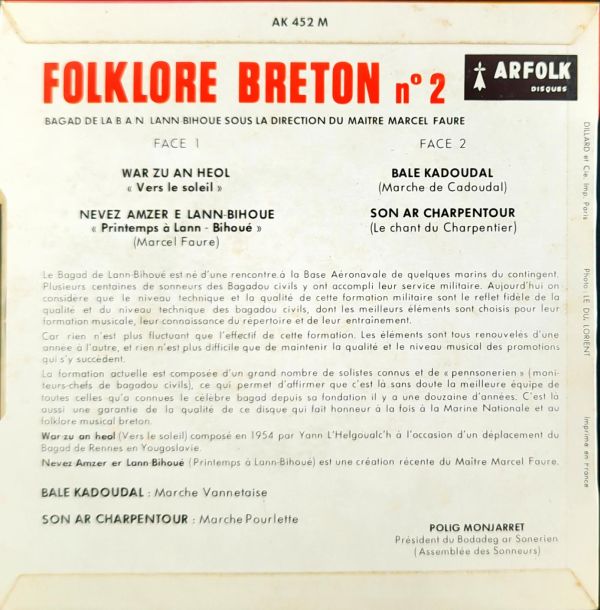 AK 452 M
FOLKLORE BRETON nº 2
ARFOLK
DISQUES
BAGAD DE LA B.A.N. LANN BIHOUE SOUS LA DIRECTION DU MAITRE MARCEL FAURE
FACE 1
WAR ZU AN HEOL
« Vers le soleil »
NEVEZ AMZER E LANN-BIHOUE
« Printemps à Lann - Bihoué »
(Marcel Faure)
FACE 2
BALE KADOUDAL
(Marche de Cadoudal)
SON AR CHARPENTOUR
(Le chant du Charpentier)
Le Bagad de Lann-Bihoué est né d'une rencontre à la Base Aéronavale de quelques marins du contingent.
Plusieurs centaines de sonneurs des Bagadou civils y ont accompli leur service militaire. Aujourd'hui on
considère que le niveau technique et la qualité de cette formation militaire sont le reflet fidèle de la
qualité et du niveau technique des bagadou civils, dont les meilleurs éléments sont choisis pour leur
formation musicale, leur connaissance du répertoire et de leur entrainement.
Car rien n'est plus fluctuant que l'effectif de cette formation. Les éléments sont tous renouvelés d'une
année à l'autre, et rien n'est plus difficile que de maintenir la qualité et le niveau musical des promotions
qui s'y succèdent.
La formation actuelle est composée d'un grand nombre de solistes connus et de « pennsonerien » (moni-
teurs-chefs de bagadou civils), ce qui permet d'affirmer que c'est là sans doute la meilleure équipe de
toutes celles qu'a connues le célèbre bagad depuis sa fondation il y a une douzaine d'années. C'est là
aussi une garantie de la qualité de ce disque qui fait honneur à la fois à la Marine Nationale et au
folklore musical breton.
War zu an heol (Vers le soleil) composé en 1954 par Yann L'Helgoualc'h à l'occasion d'un déplacement du
Bagad de Rennes en Yougoslavie.
Nevez Amzer er Lann-Bihoué (Printemps à Lann-Bihoué) est une création récente du Maître Marcel Faure.
BALE KADOUDAL : Marche Vannetaise
SON AR CHARPENTOUR : Marche Pourlette
POLIG MONJARRET
Président du Bodadeg ar Sonerien
(Assemblée des Sonneurs)
DILLARD et Cie. Imp. Paris
Photo: LE DU, LORIENT
Imprimé en France